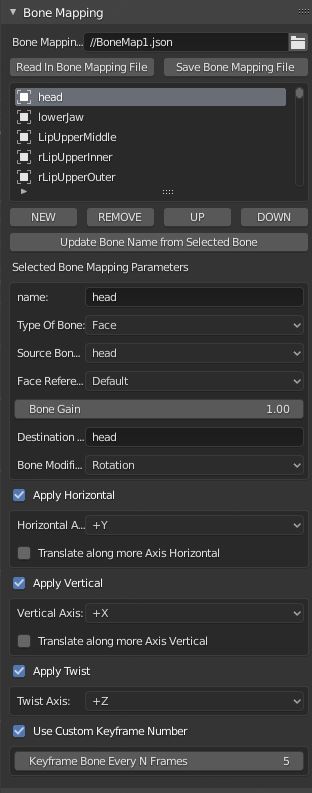 Bone Mapping
Bone Mappin... //BoneMap1.json
Read In Bone Mapping File Save Bone Mapping File
head
lowerJaw
LipUpperMiddle
rLipUpperInner
rLipUpperOuter
NEW REMOVE UP DOWN
Update Bone Name from Selected Bone
Selected Bone Mapping Parameters
name: head
Type Of Bone: Face
Source Bon... head
Face Refere... Default
Bone Gain 1.00
Destination ... head
Bone Modifi... Rotation
Apply Horizontal
Horizontal A... +Y
Translate along more Axis Horizontal
Apply Vertical
Vertical Axis: +X
Translate along more Axis Vertical
Apply Twist
Twist Axis: +Z
Use Custom Keyframe Number
Keyframe Bone Every N Frames 5